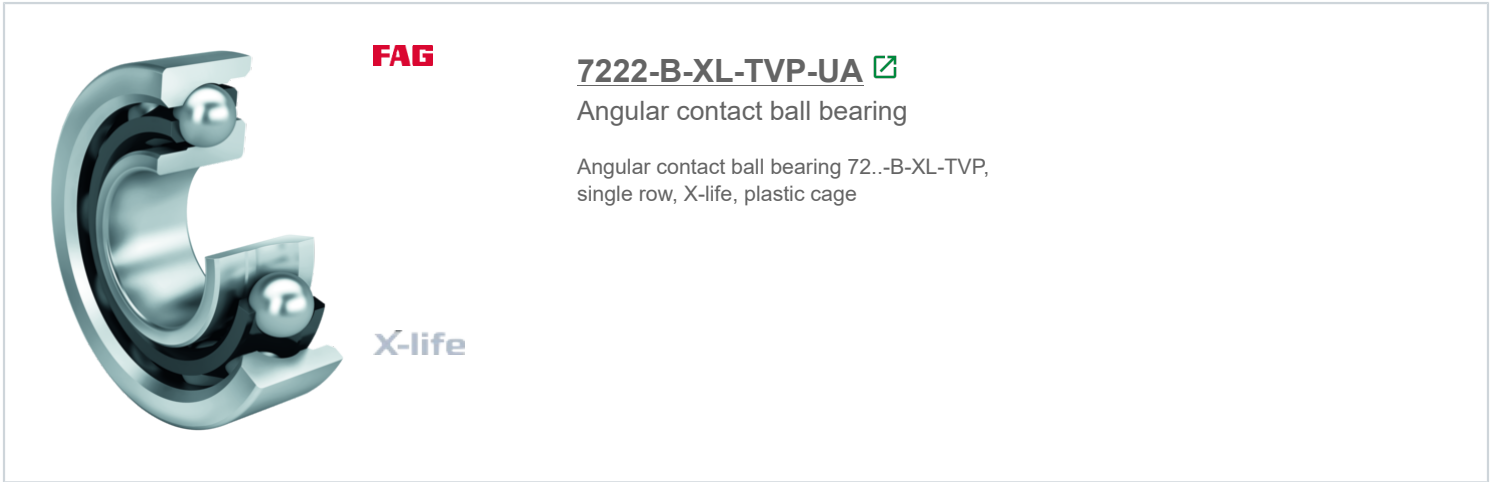 FAG
7222-B-XL-TVP-UA
Angular contact ball bearing
Angular contact ball bearing 72..-B-XL-TVP,
single row, X-life, plastic cage
X-life